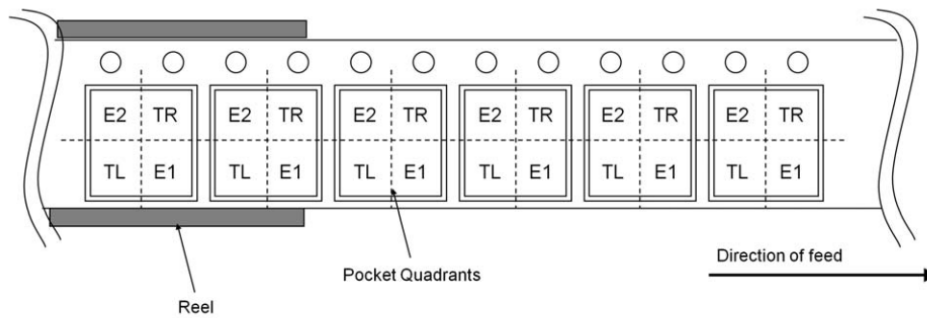 E2 TR E2 TR E2 TR E2 TR E2 TR E2 TR
TL E1 TL E1 TL E1 TL E1 TL E1 TL E1
Direction of feed
Pocket Quadrants
Reel